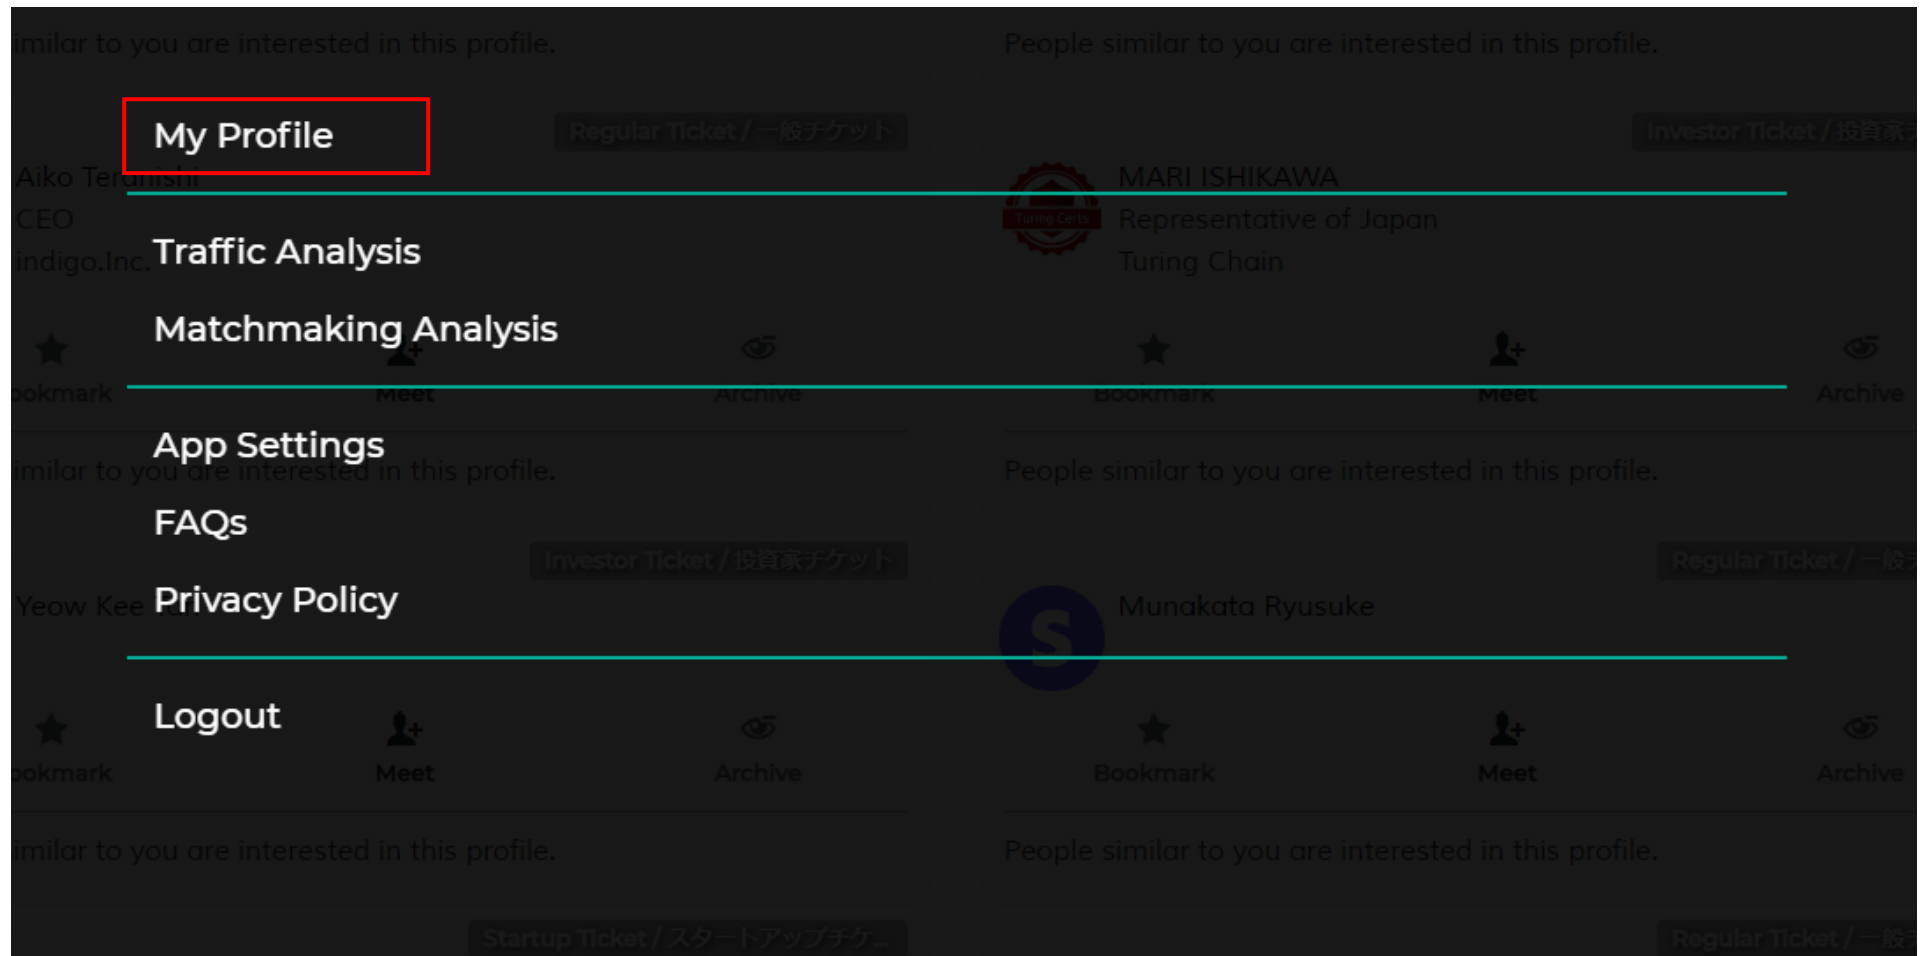 imilar to you are interested in this profile.
People similar to you are interested in this profile.
My Profile
Regular Ticket / 一般チケット
Investor Ticket / 投資家
Aiko Teranishi
CEO
indigo.Inc.
Turing Certs
MARI ISHIKAWA
Representative of Japan
Turing Chain
Traffic Analysis
Matchmaking Analysis
ookmark
Meet
Archive
Bookmark
Meet
Archive
App Settings
imilar to you are interested in this profile.
People similar to you are interested in this profile.
FAQs
Investor Ticket / 投資家チケット
Regular Ticket / 一般
Yeow Kee
Privacy Policy
S
Munakata Ryusuke
Logout
ookmark
Meet
Archive
Bookmark
Meet
Archive
imilar to you are interested in this profile.
People similar to you are interested in this profile.
Startup Ticket / スタートアップチケ...
Regular Ticket / 一般